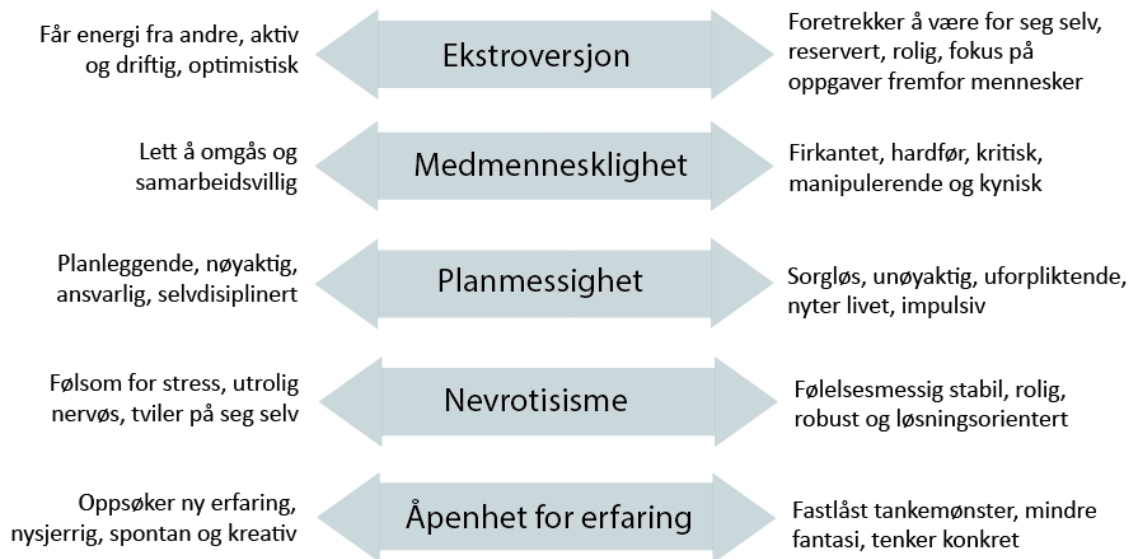 Får energi fra andre, aktiv
og driftig, optimistisk
Ekstroversjon
Foretrekker å være for seg selv,
reservert, rolig, fokus på
oppgaver fremfor mennesker
Lett å omgås og
samarbeidsvillig
Medmennesklighet
Firkantet, hardfør, kritisk,
manipulerende og kynisk
Planleggende, nøyaktig,
ansvarlig, selvdisiplinert
Planmessighet
Sorgløs, unøyaktig, uforpliktende,
nyter livet, impulsiv
Følsom for stress, utrolig
nervøs, tviler på seg selv
Nevrotisisme
Følelsesmessig stabil, rolig,
robust og løsningsorientert
Oppsøker ny erfaring,
nysjerrig, spontan og kreativ
Åpenhet for erfaring
Fastlåst tankemønster, mindre
fantasi, tenker konkret